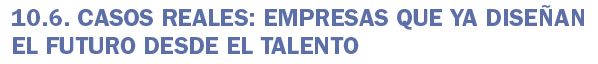 10.6. CASOS REALES: EMPRESAS QUE YA DISEÑAN
EL FUTURO DESDE EL TALENTO